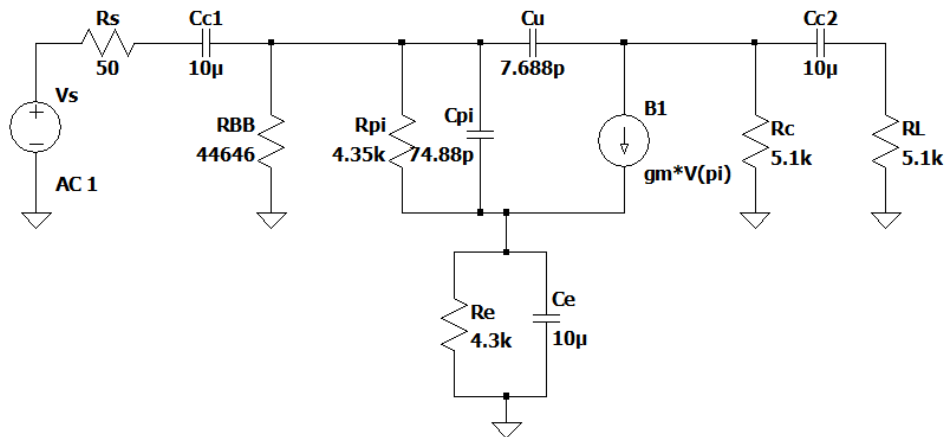 Rs
50
Cc1
10µ
Vs
AC 1
RBB
44646
Rpi
4.35k
Cpi
74.88p
Cu
7.688p
B1
gm*V(pi)
Rc
5.1k
Cc2
10µ
RL
5.1k
Re
4.3k
Ce
10µ